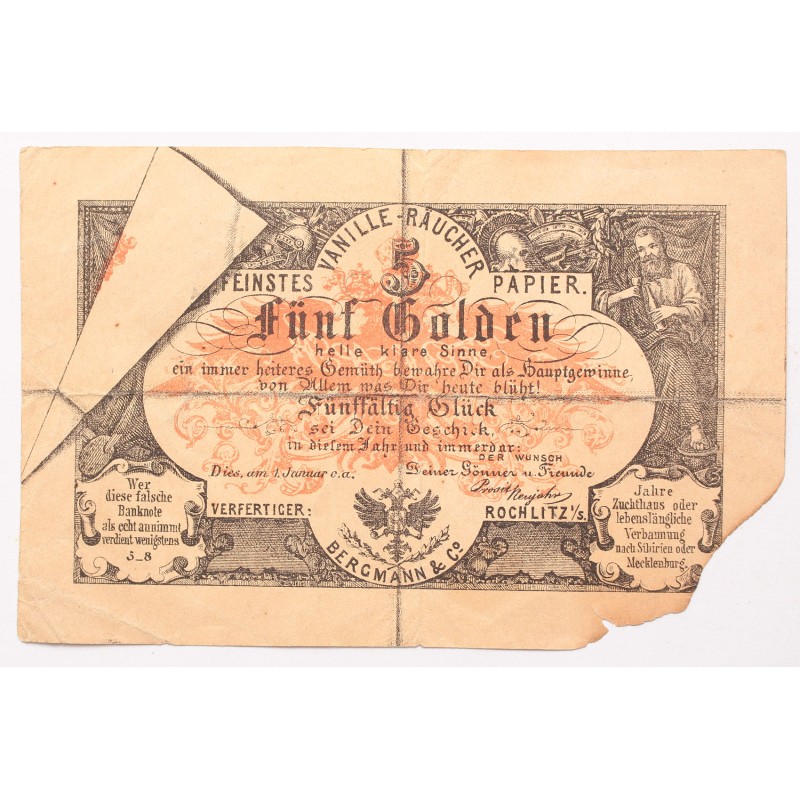 VANILLE-RÄUCHER
FEINSTES PAPIER.
5
Fünf Golden
helle klare Sinne
ein immer heiteres Gemüth bewahre Dir als Hauptgewinne,
von Allem was Dir heute blüht!
Fünffältig Glück
sei Dein Geschick,
in diesem Jahr und immerdar:
DER WUNSCH
Dies, am 1. Januar o.a. Deiner Gönner u. Freunde
Prosit Neujahr
VERFERTIGER: ROCHLITZ i/S.
BERGMANN & Co
Wer
diese falsche
Banknote
als echt annimmt
verdient wenigstens
5_8
Jahre
Zuchthaus oder
lebenslängliche
Verbannung
nach Sibirien oder
Mecklenburg.